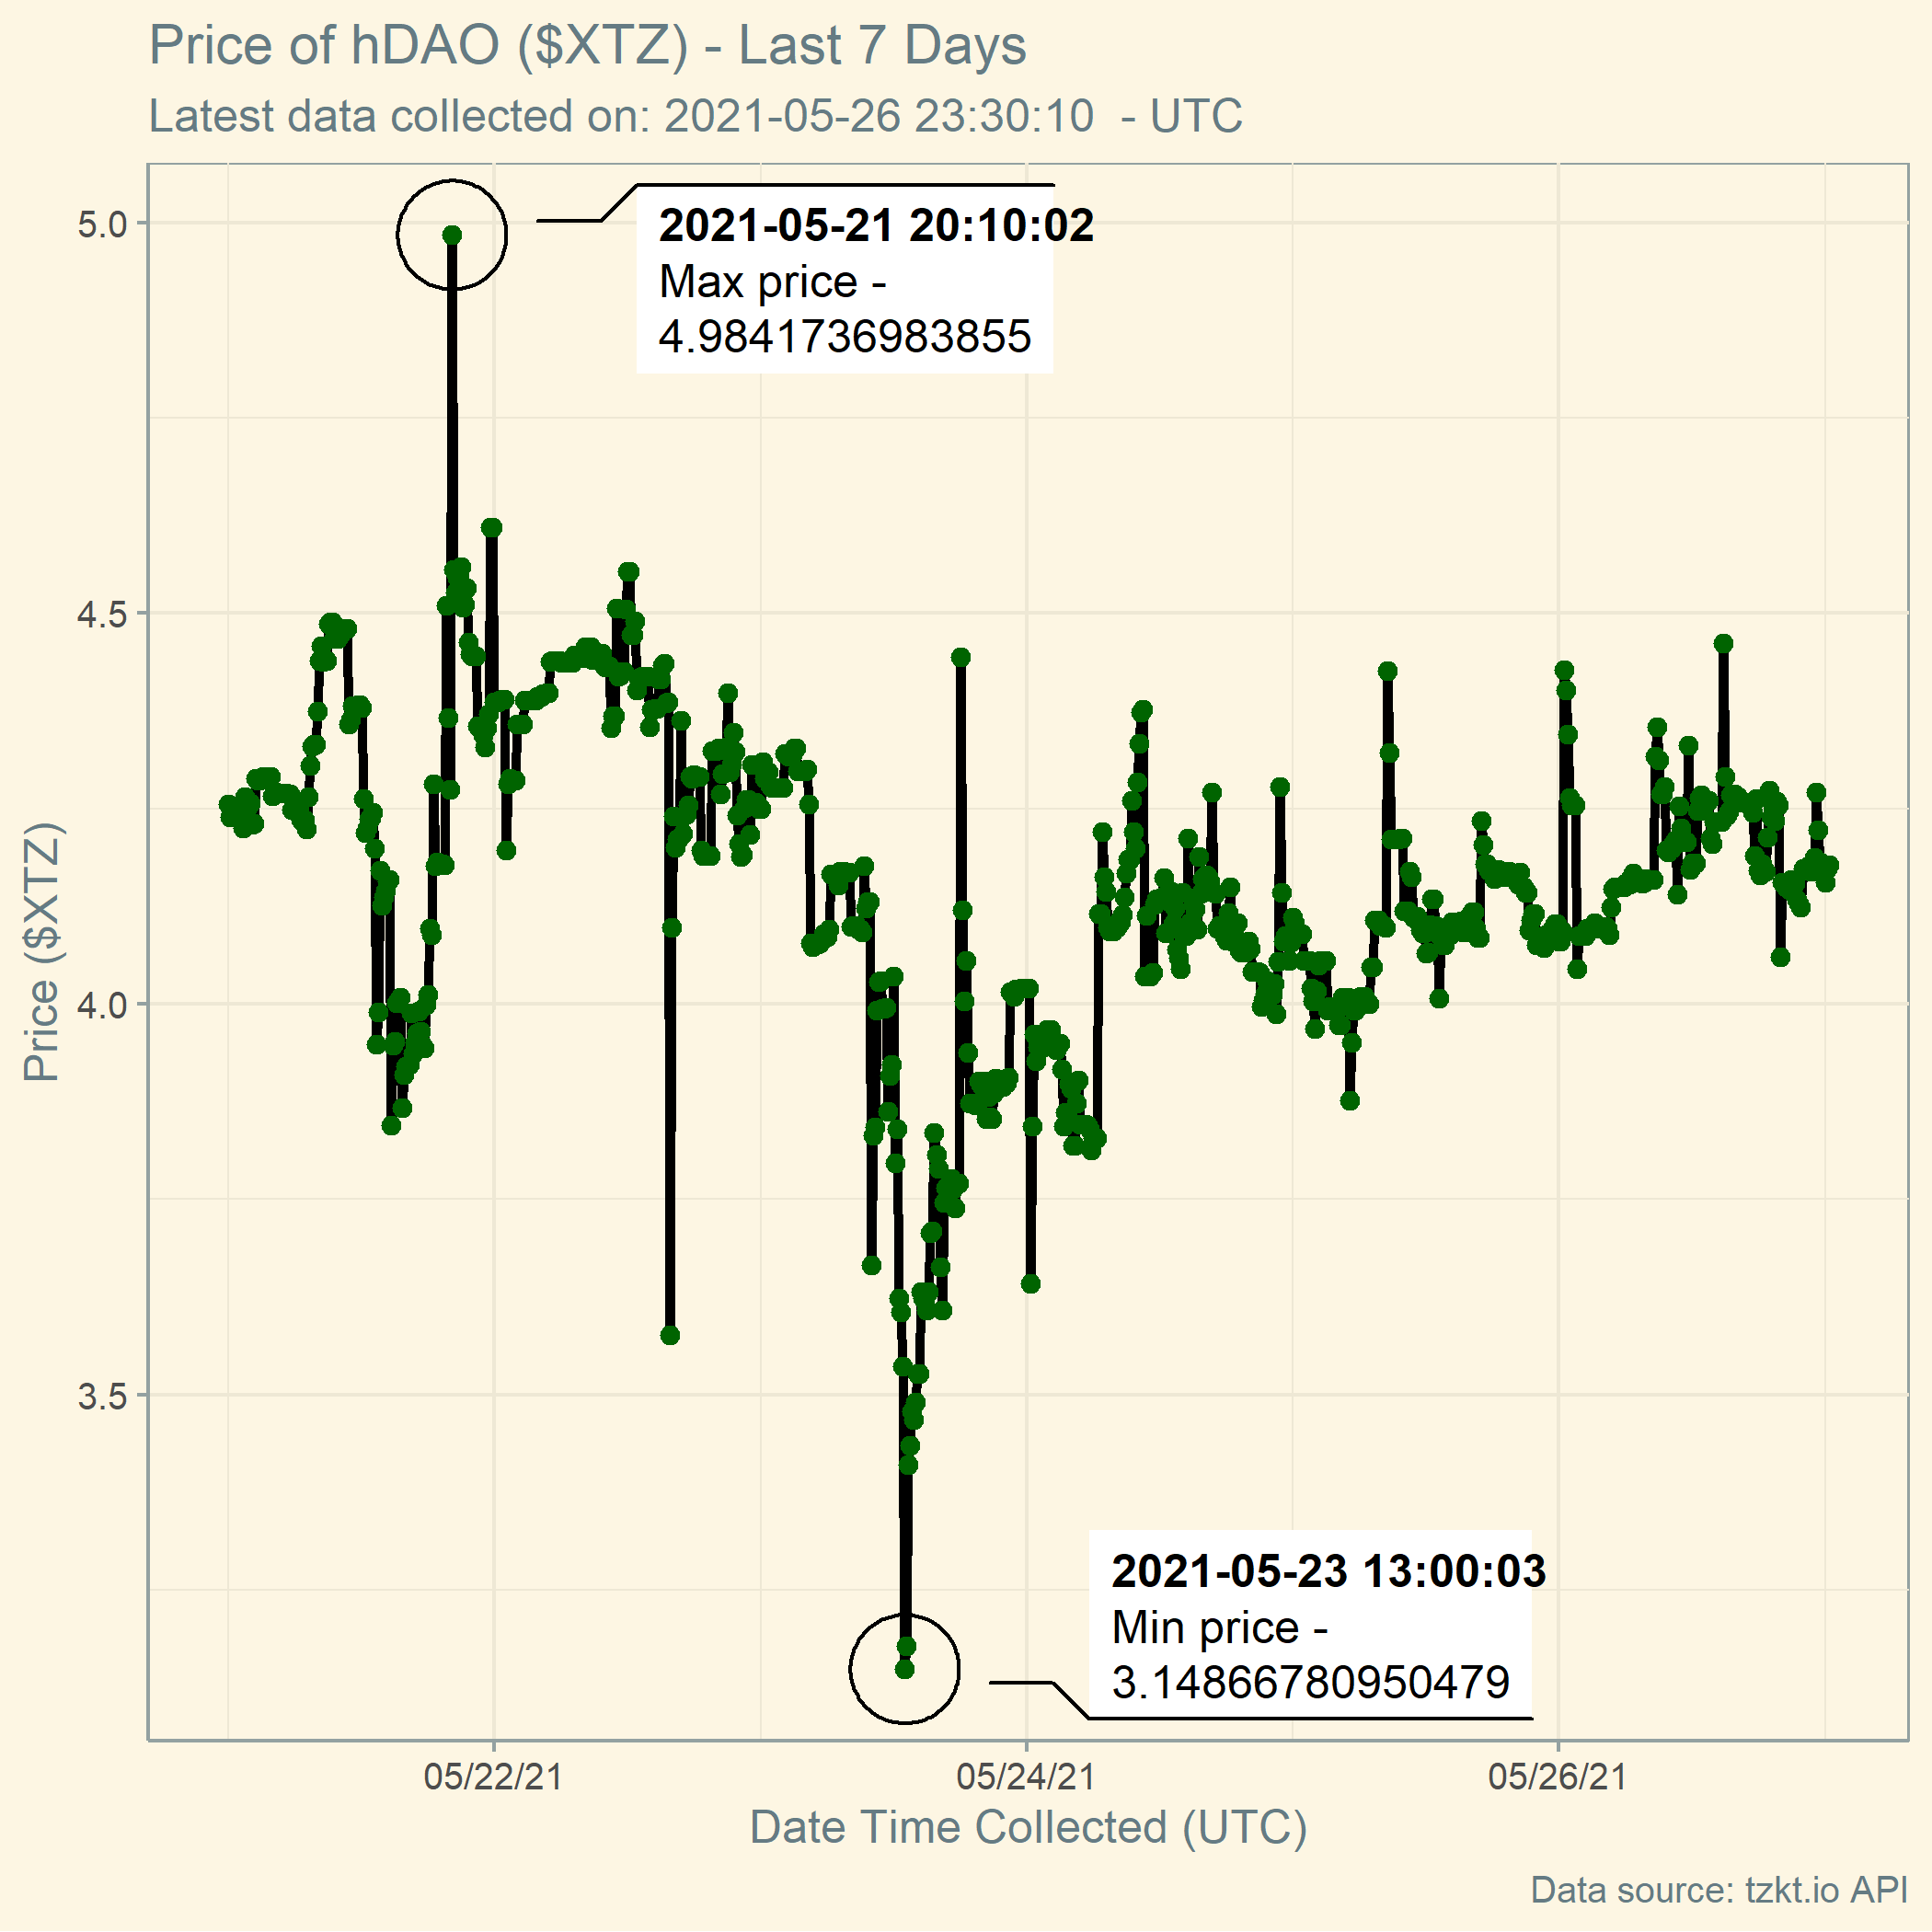 Price of hDAO ($XTZ) - Last 7 Days
Latest data collected on: 2021-05-26 23:30:10  - UTC
5.0
4.5
4.0
3.5
Price ($XTZ)
2021-05-21 20:10:02
Max price -
4.9841736983855
2021-05-23 13:00:03
Min price -
3.14866780950479
05/22/21
05/24/21
05/26/21
Date Time Collected (UTC)
Data source: tzkt.io API